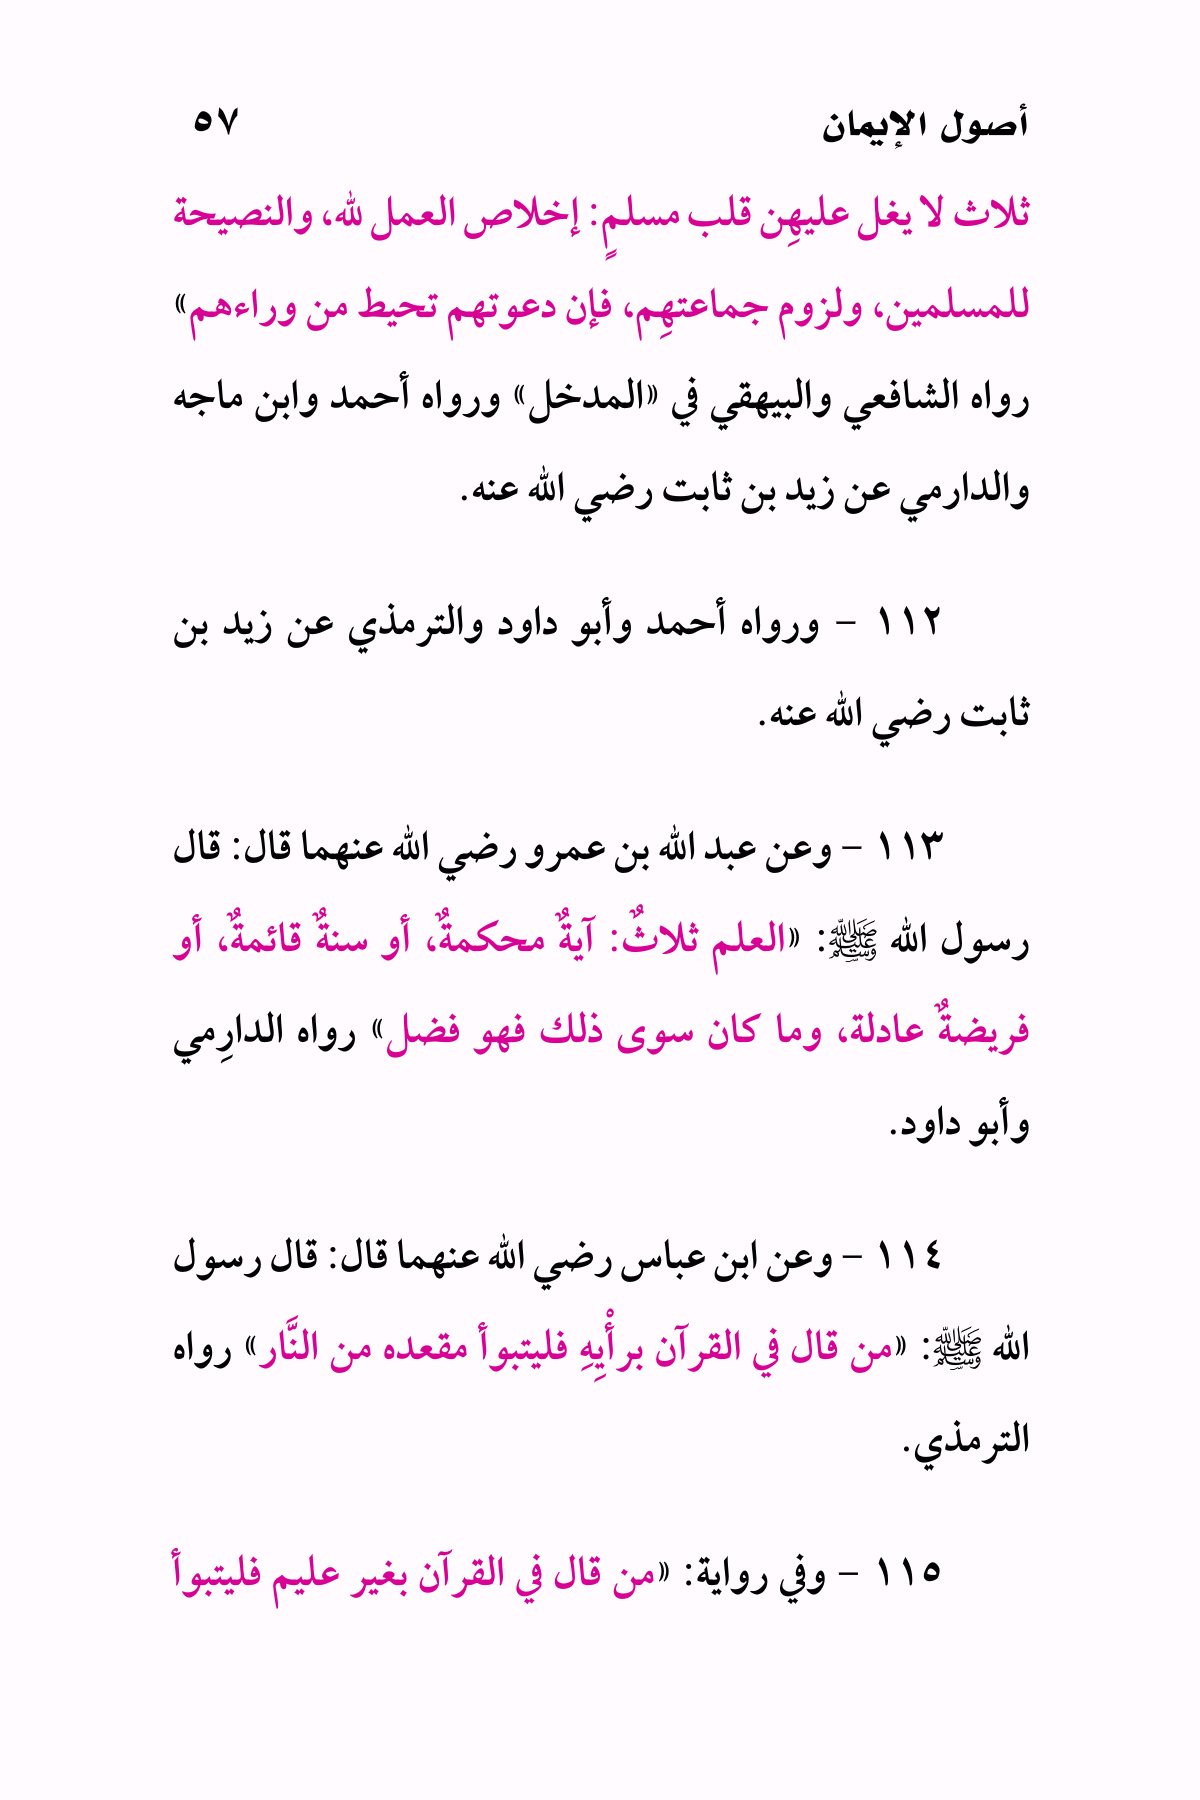 أصول الإيمان ٥٧
ثلاث لا يغل عليهِن قلب مسلمٍ: إخلاص العمل لله، والنصيحة
للمسلمين، ولزوم جماعتهِم، فإن دعوتهم تحيط من وراءهم»
رواه الشافعي والبيهقي في «المدخل» ورواه أحمد وابن ماجه
والدارمي عن زيد بن ثابت رضي الله عنه.
١١٢ – ورواه أحمد وأبو داود والترمذي عن زيد بن
ثابت رضي الله عنه.
١١٣ – وعن عبد الله بن عمرو رضي الله عنهما قال: قال
رسول الله ﷺ: «العلم ثلاثٌ: آيةٌ محكمةٌ، أو سنةٌ قائمةٌ، أو
فريضةٌ عادلة، وما كان سوى ذلك فهو فضل» رواه الدارِمي
وأبو داود.
١١٤ – وعن ابن عباس رضي الله عنهما قال: قال رسول
الله ﷺ: «من قال في القرآن برأْيِهِ فليتبوأ مقعده من النَّار» رواه
الترمذي.
١١٥ – وفي رواية: «من قال في القرآن بغير عليم فليتبوأ